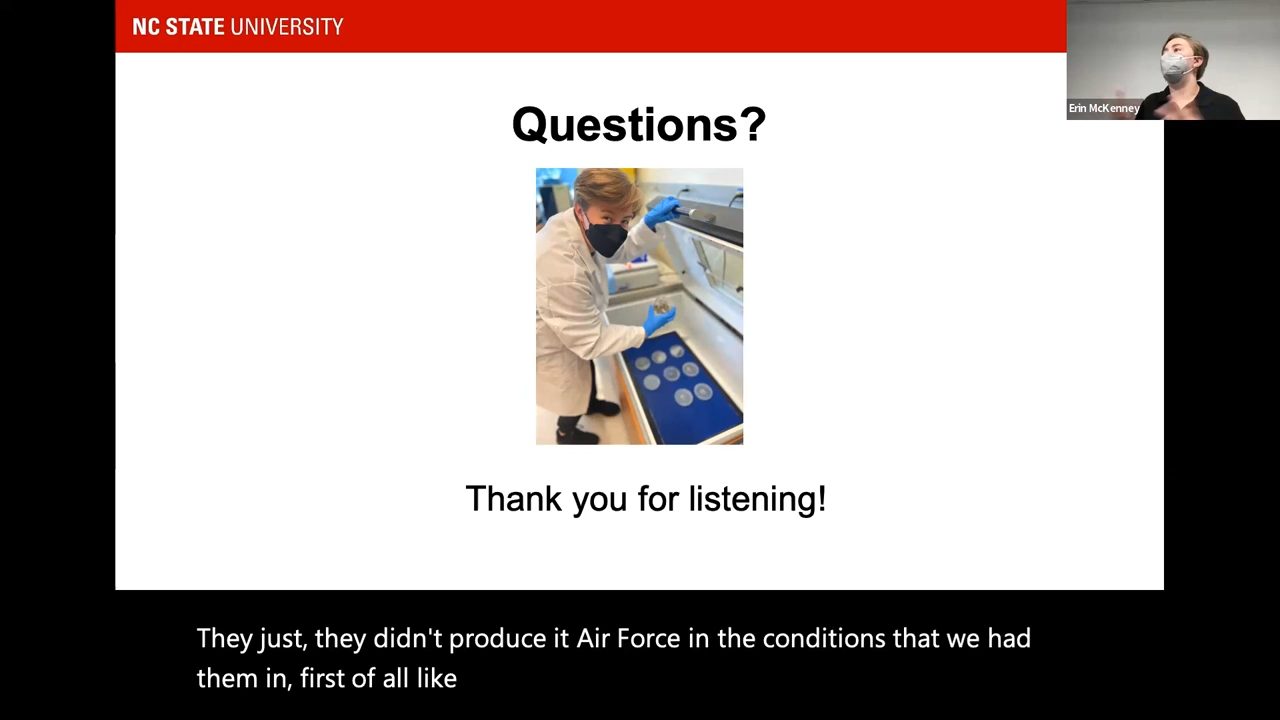 NC STATE UNIVERSITY
Erin McKenney
Questions?
Thank you for listening!
They just, they didn't produce it Air Force in the conditions that we had
them in, first of all like